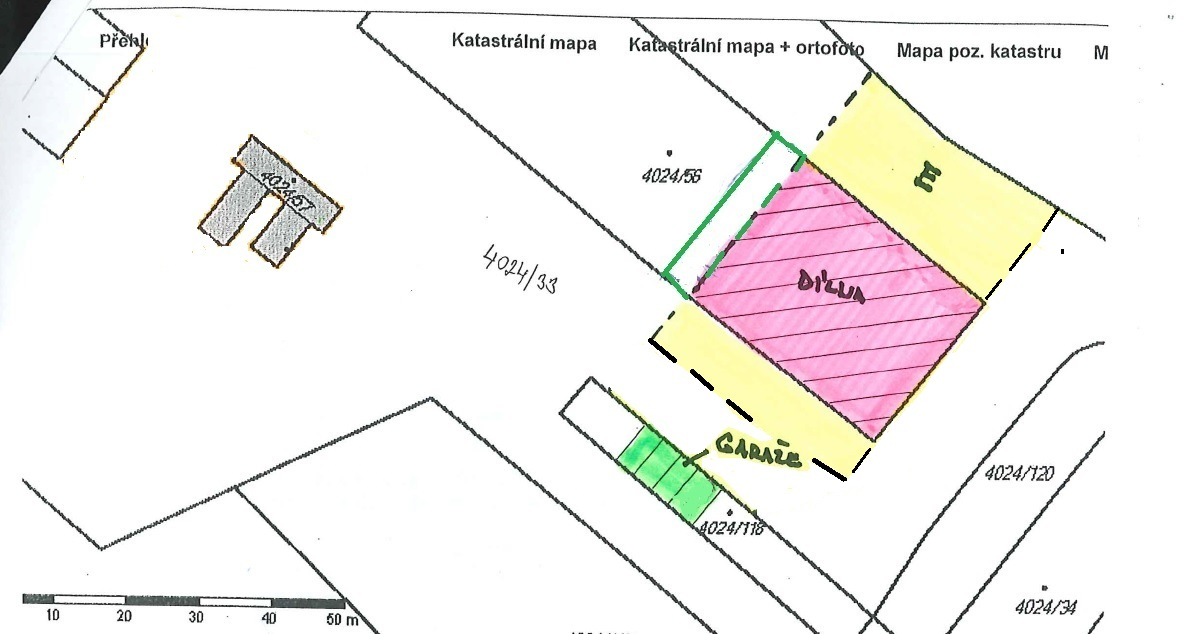 Katastrální mapa
Katastrální mapa + ortofoto
Mapa poz. katastru
M
4024/56
4024/57
E
4024/33
DÍLNA
GARAŽE
4024/120
4024/118
4024/34
10 20 30 40 50 m